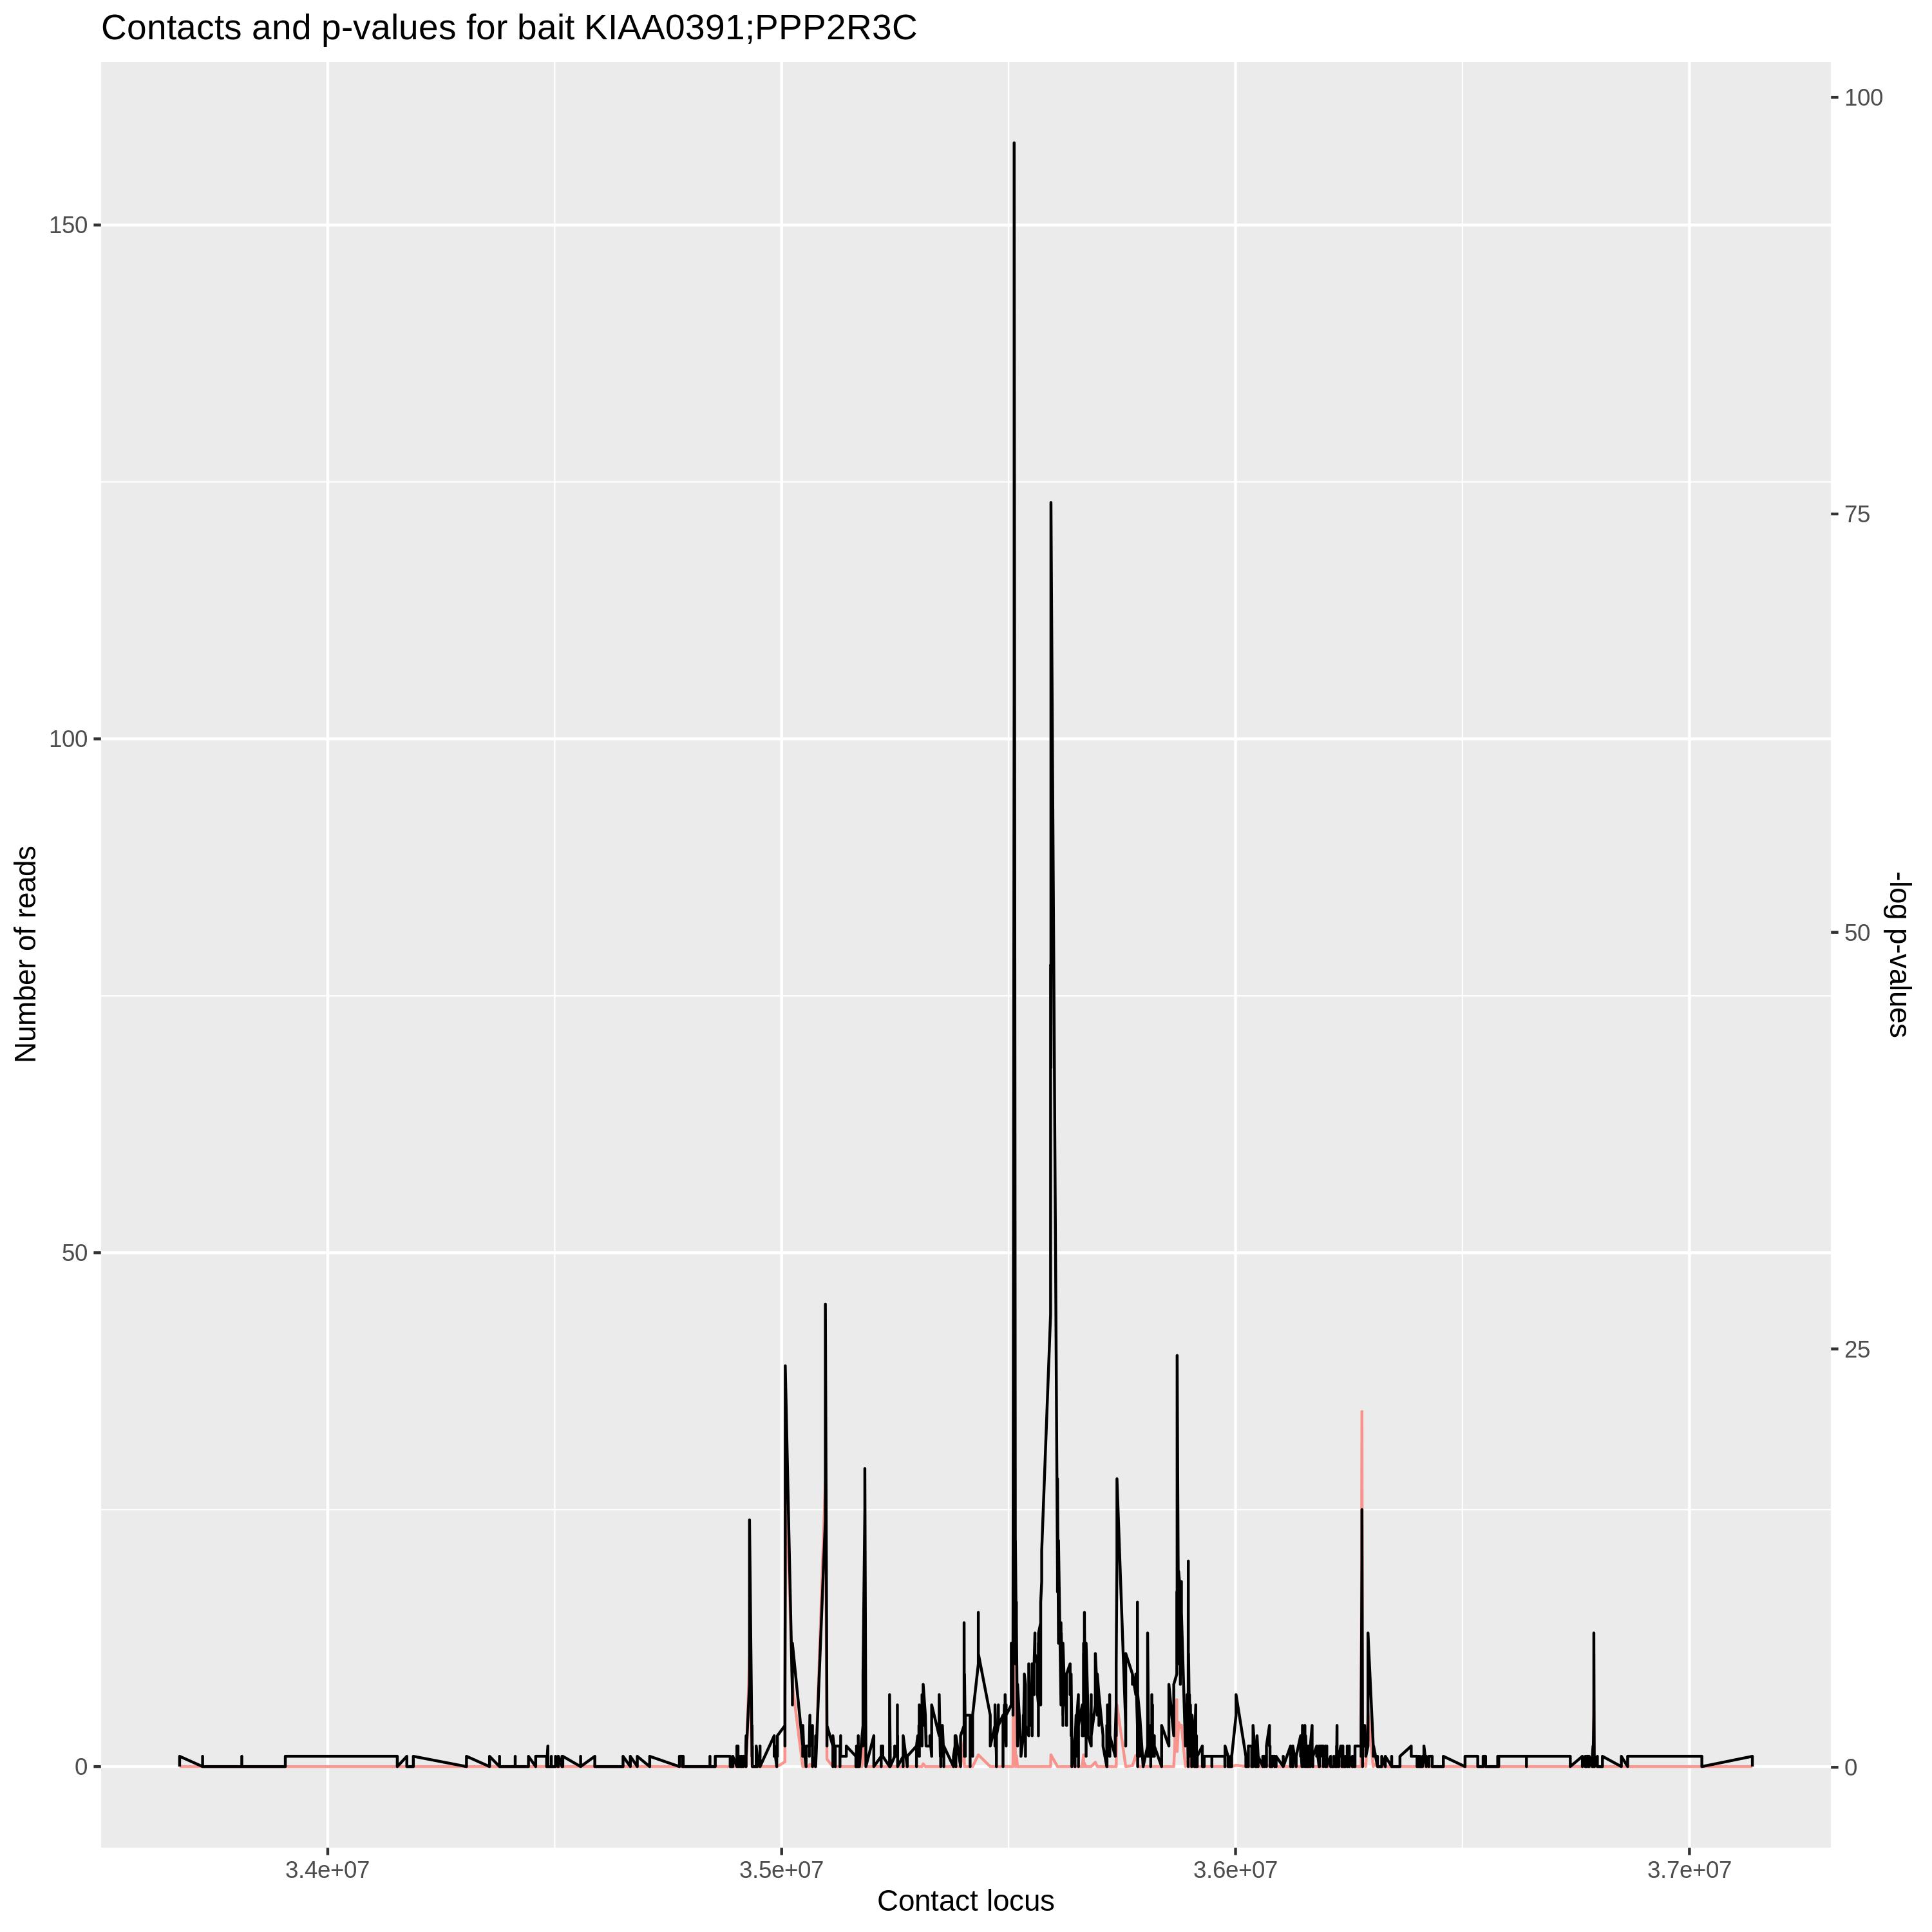 Contacts and p-values for bait KIAA0391;PPP2R3C
100
150
75
100
Number of reads
-log p-values
50
50
25
0
0
3.4e+07
3.5e+07
3.6e+07
3.7e+07
Contact locus